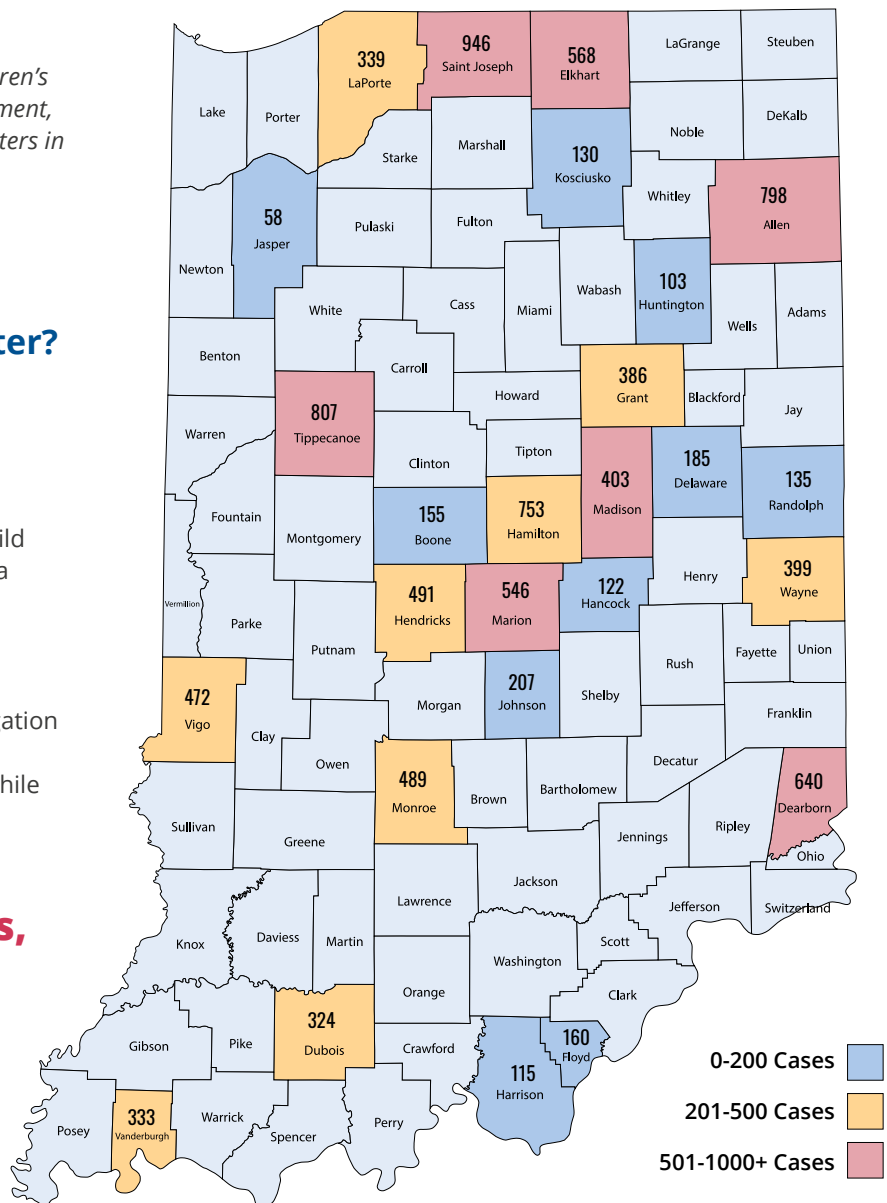 ren's
ment,
ters in
ter?
ild
a
gation
hile
s,
339
LaPorte
946
Saint Joseph
568
Elkhart
LaGrange
Steuben
Lake
Porter
Starke
Marshall
130
Kosciusko
Noble
DeKalb
Whitley
798
Allen
58
Jasper
Newton
Pulaski
Fulton
White
Cass
Miami
Wabash
103
Huntington
Wells
Adams
Benton
Carroll
Howard
386
Grant
Blackford
Jay
Warren
807
Tippecanoe
Clinton
Tipton
403
Madison
185
Delaware
135
Randolph
Fountain
Montgomery
155
Boone
753
Hamilton
Vermillion
Parke
Putnam
491
Hendricks
546
Marion
122
Hancock
Henry
399
Wayne
Rush
Fayette
Union
472
Vigo
Clay
Owen
Morgan
207
Johnson
Shelby
Franklin
Decatur
Sullivan
Greene
489
Monroe
Brown
Bartholomew
Jennings
Ripley
640
Dearborn
Ohio
Knox
Daviess
Martin
Lawrence
Jackson
Jefferson
Switzerland
Scott
Washington
Orange
Clark
Gibson
Pike
324
Dubois
Crawford
115
Harrison
160
Floyd
Posey
333
Vanderburgh
Warrick
Spencer
Perry
0-200 Cases
201-500 Cases
501-1000+ Cases